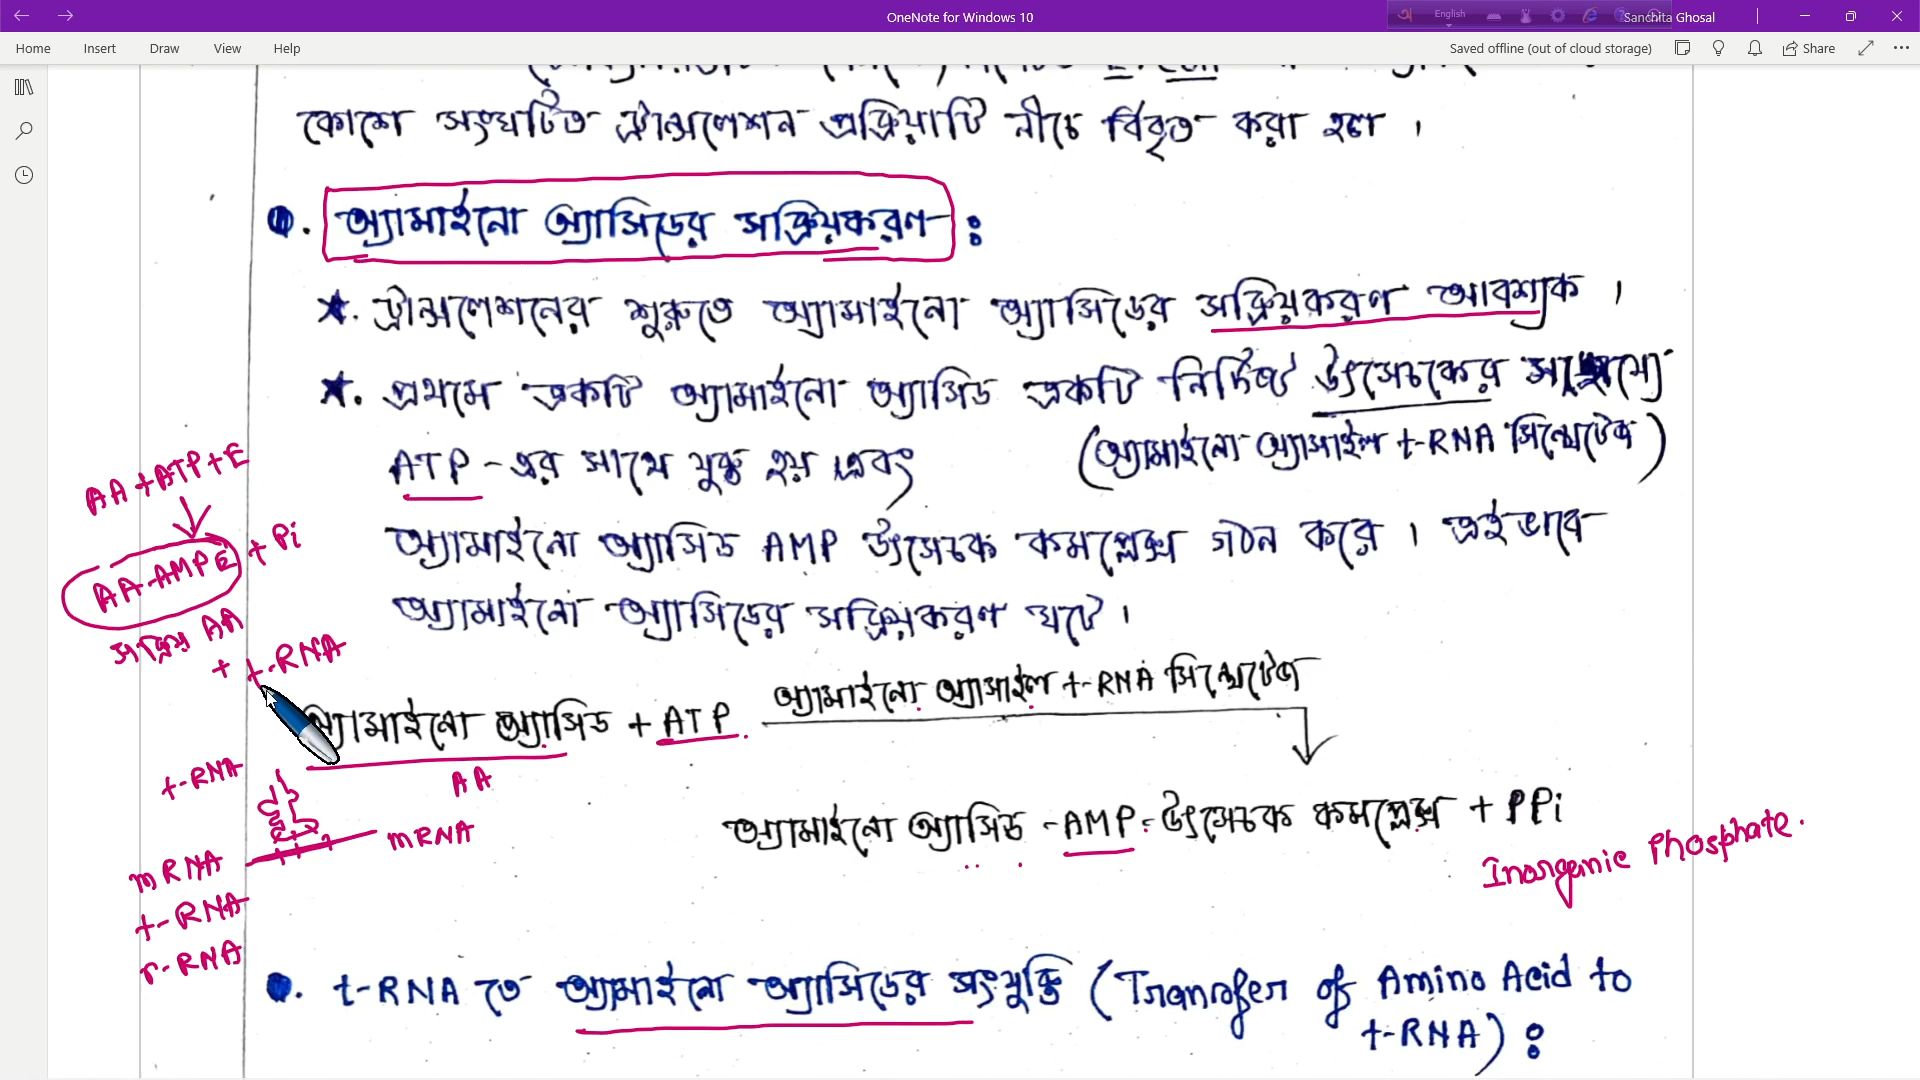 OneNote for Windows 10
English
Sanchita Ghosal
Home Insert Draw View Help
Saved offline (out of cloud storage) Share
কোশে সংঘটিত ট্রান্সলেশন প্রক্রিয়াটি নীচে বিবৃত করা হল ।
অ্যামাইনো অ্যাসিডের সক্রিয়করণ :
★. ট্রান্সলেশনের শুরুতে অ্যামাইনো অ্যাসিডের সক্রিয়করণ আবশ্যক ।
★. প্রথমে একটি অ্যামাইনো অ্যাসিড একটি নির্দিষ্ট উৎসেচকের সাহায্যে
(অ্যামাইনো অ্যাসাইল t-RNA সিন্থেটেজ)
ATP - এর সাথে যুক্ত হয় এবং
অ্যামাইনো অ্যাসিড AMP উৎসেচক কমপ্লেক্স গঠন করে । এইভাবে
অ্যামাইনো অ্যাসিডের সক্রিয়করণ ঘটে ।
AA + ATP + E
AA-AMP E + Pi
সক্রিয় AA
+ t-RNA
অ্যামাইনো অ্যাসিড + ATP
অ্যামাইনো অ্যাসাইল t-RNA সিন্থেটেজ
AA
অ্যামাইনো অ্যাসিড - AMP - উৎসেচক কমপ্লেক্স + PPi
Inorganic Phosphate.
t-RNA
mRNA
mRNA
t-RNA
r-RNA
t-RNA তে অ্যামাইনো অ্যাসিডের সংযুক্তি (Transfer of Amino Acid to
t-RNA) :